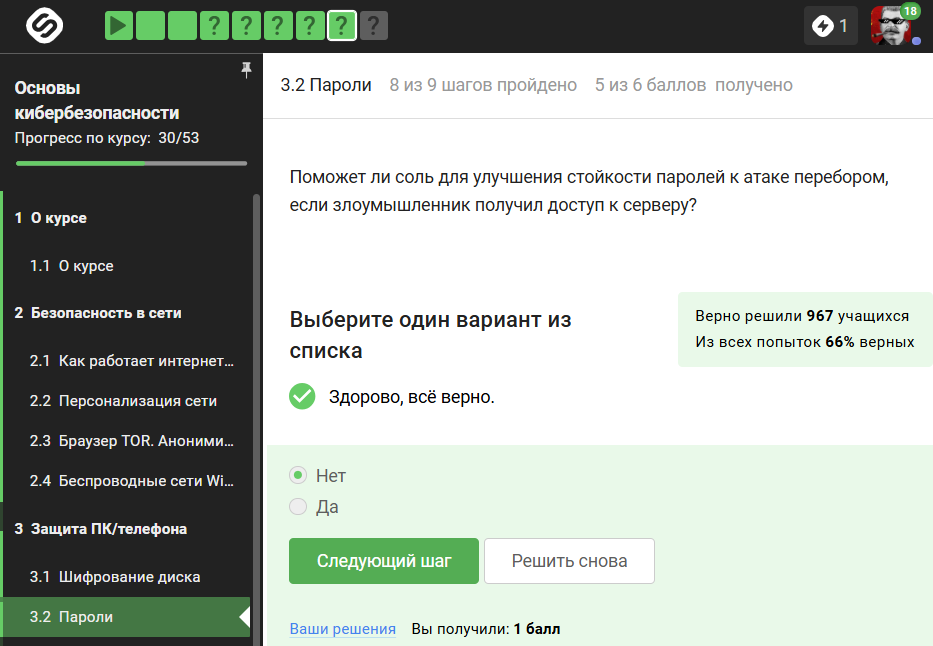 ? ? ? ? ? ?
1
18
Основы
кибербезопасности
Прогресс по курсу: 30/53
1 О курсе
1.1 О курсе
2 Безопасность в сети
2.1 Как работает интернет...
2.2 Персонализация сети
2.3 Браузер TOR. Аноними...
2.4 Беспроводные сети Wi...
3 Защита ПК/телефона
3.1 Шифрование диска
3.2 Пароли
3.2 Пароли 8 из 9 шагов пройдено 5 из 6 баллов получено
Поможет ли соль для улучшения стойкости паролей к атаке перебором,
если злоумышленник получил доступ к серверу?
Выберите один вариант из
списка
Верно решили 967 учащихся
Из всех попыток 66% верных
Здорово, всё верно.
Нет
Да
Следующий шаг
Решить снова
Ваши решения Вы получили: 1 балл